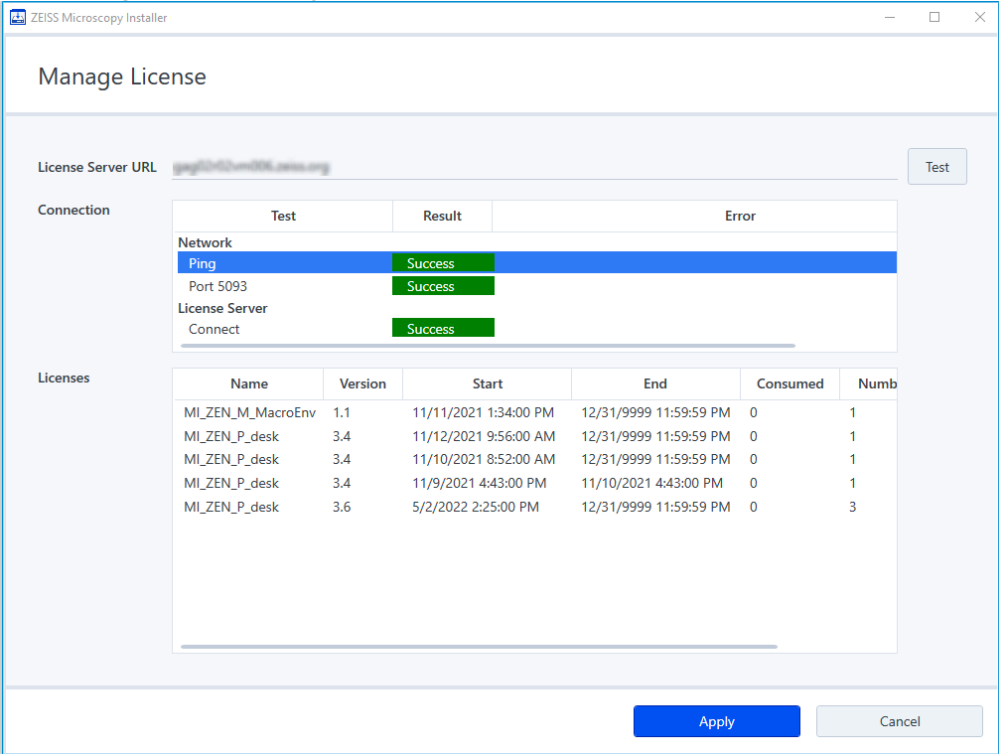 ZEISS Microscopy Installer
Manage License
License Server URL
Test
Connection
Test Result Error
Network
Ping Success
Port 5093 Success
License Server
Connect Success
Licenses
Name Version Start End Consumed Numb
MI_ZEN_M_MacroEnv 1.1 11/11/2021 1:34:00 PM 12/31/9999 11:59:59 PM 0 1
MI_ZEN_P_desk 3.4 11/12/2021 9:56:00 AM 12/31/9999 11:59:59 PM 0 1
MI_ZEN_P_desk 3.4 11/10/2021 8:52:00 AM 12/31/9999 11:59:59 PM 0 1
MI_ZEN_P_desk 3.4 11/9/2021 4:43:00 PM 11/10/2021 4:43:00 PM 0 1
MI_ZEN_P_desk 3.6 5/2/2022 2:25:00 PM 12/31/9999 11:59:59 PM 0 3
Apply Cancel